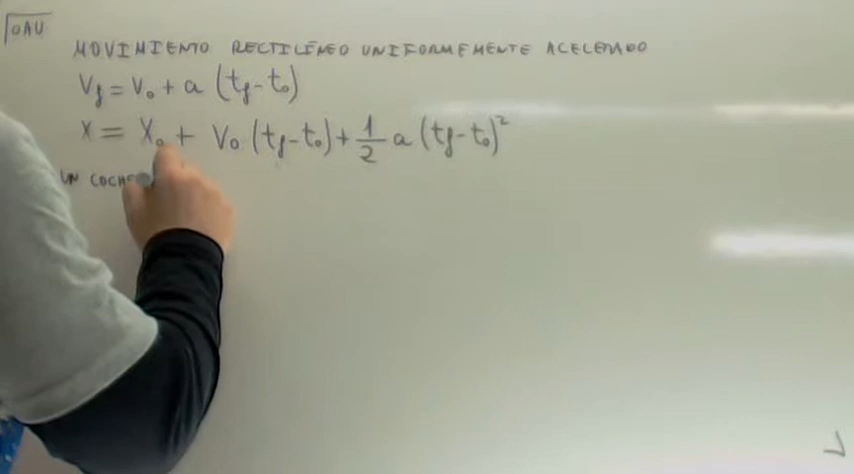 OAU
MOVIMIENTO RECTILÍNEO UNIFORMEMENTE ACELERADO
Vf = V₀ + a (tf - t₀)
X = X₀ + V₀ (tf - t₀) + 1/2 a (tf - t₀)²
UN COCHE